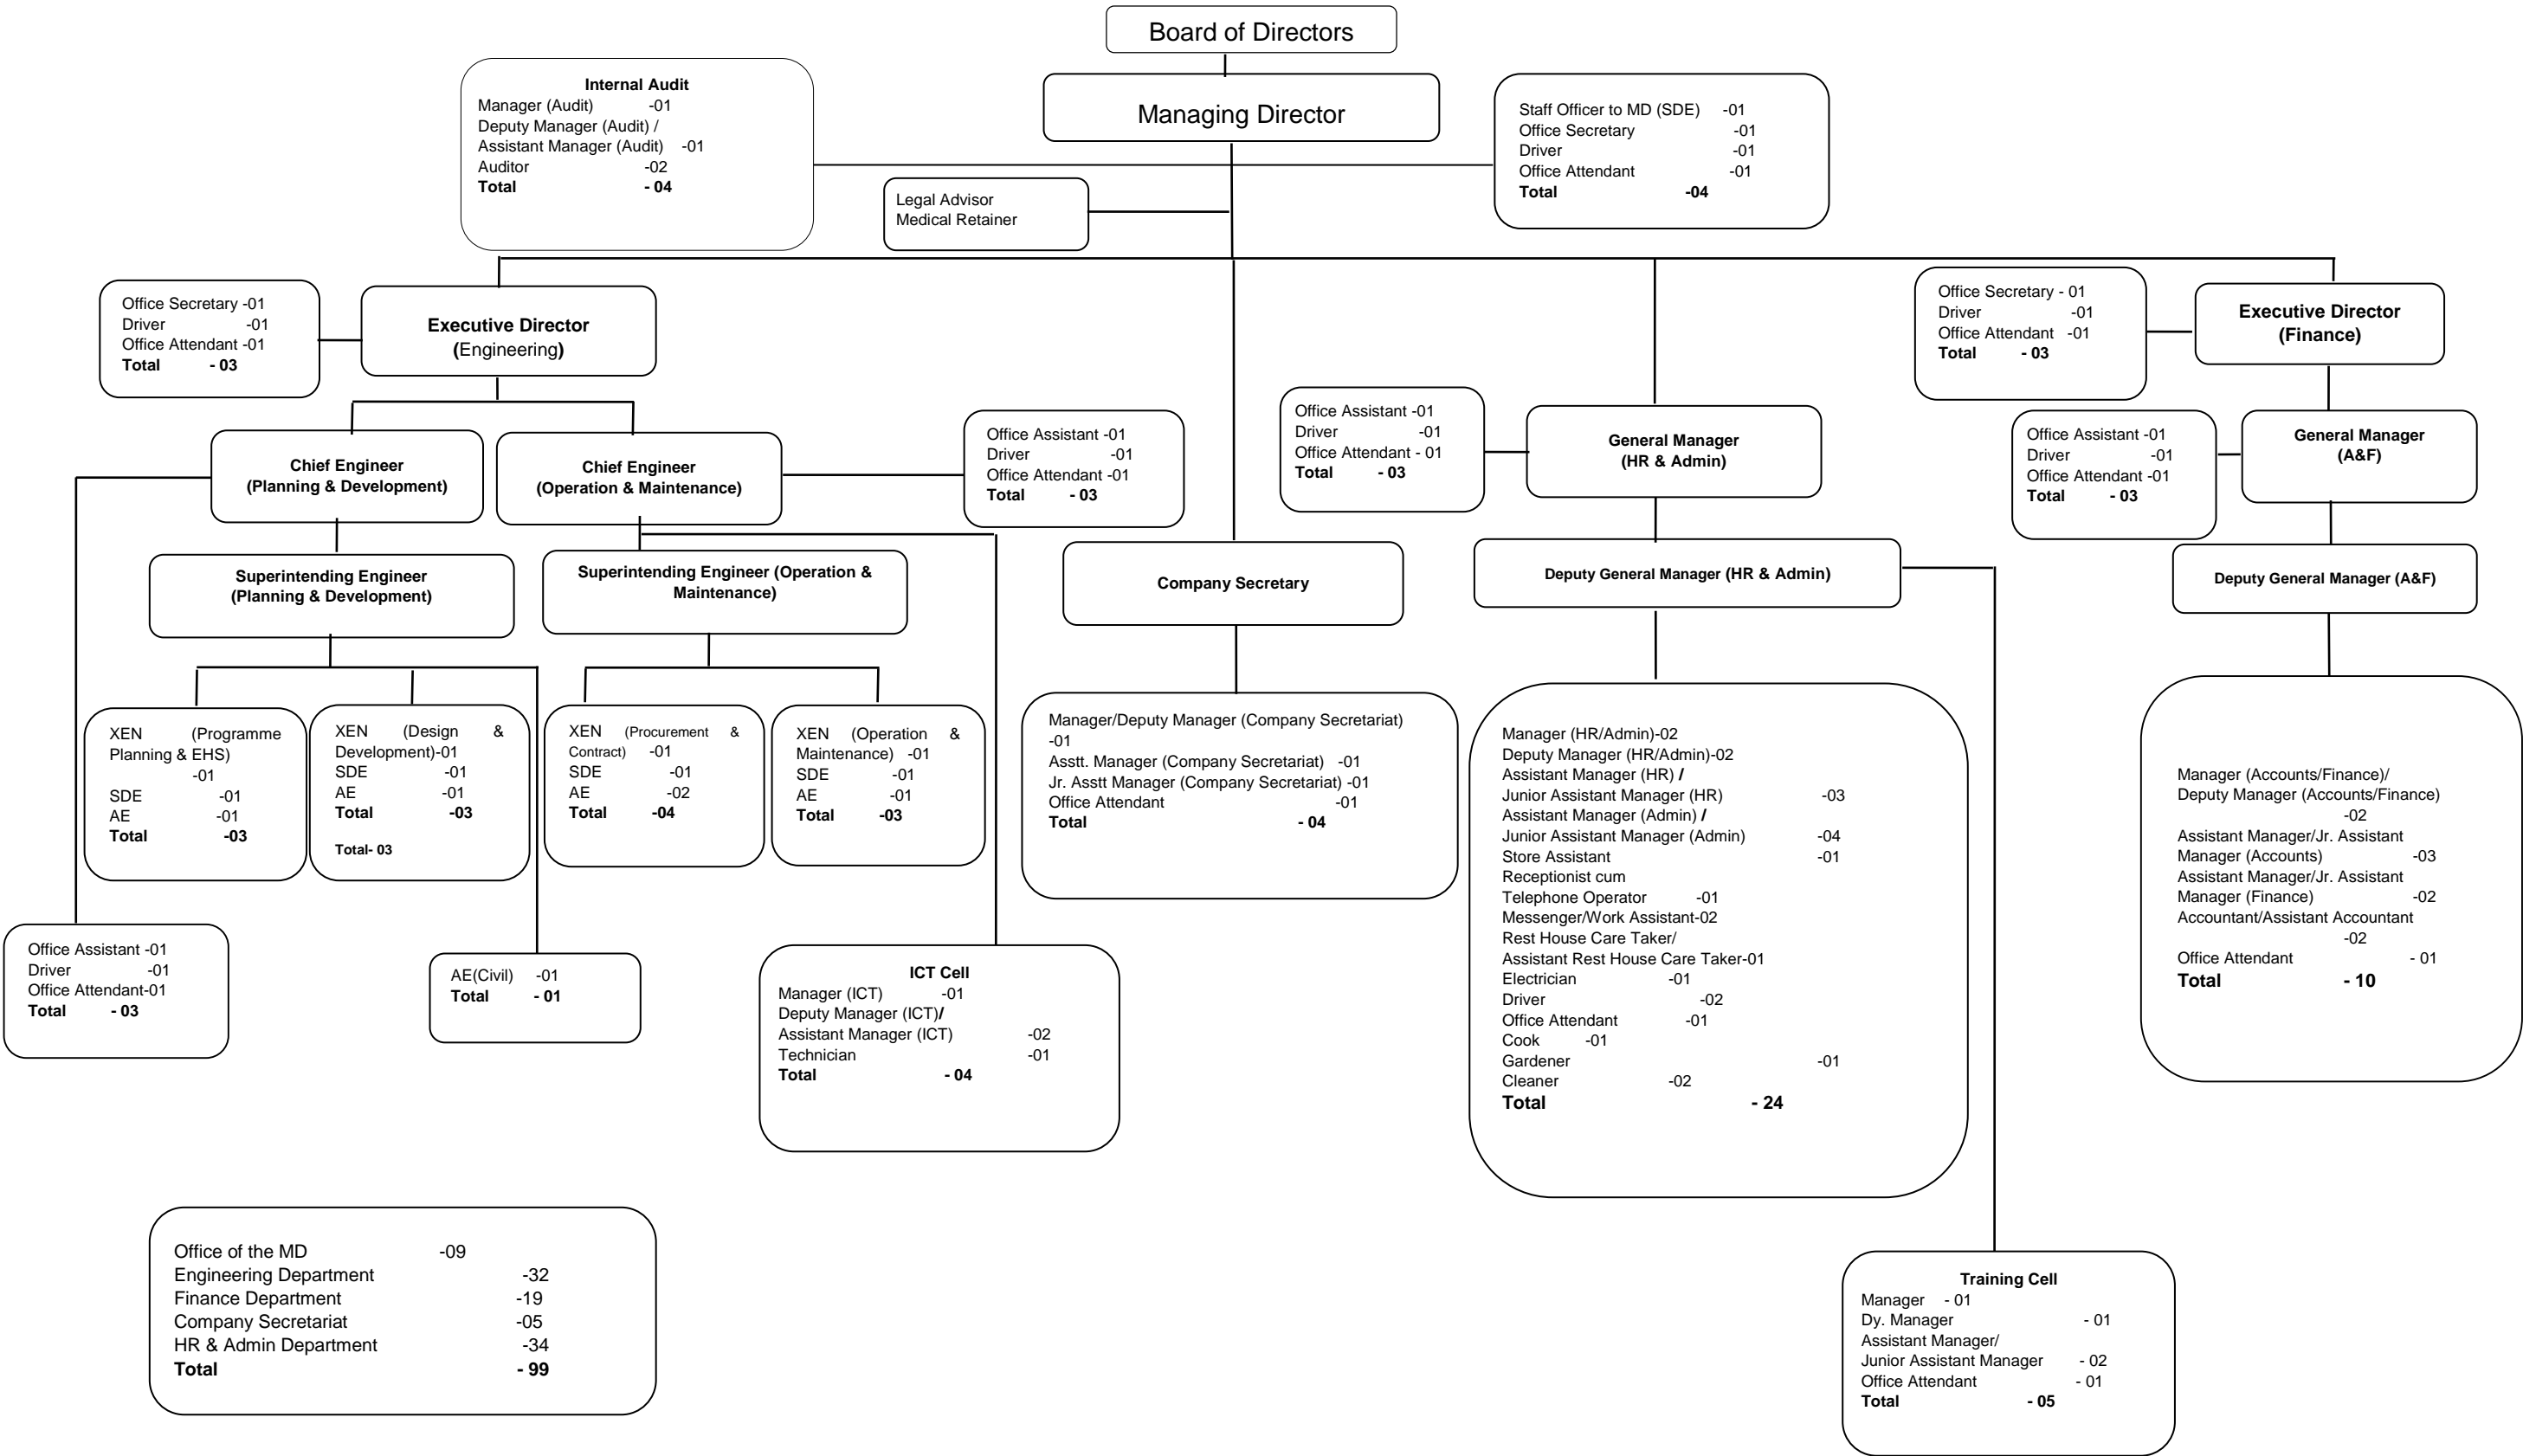 Board of Directors
Managing Director
Internal Audit
Manager (Audit) -01
Deputy Manager (Audit) /
Assistant Manager (Audit) -01
Auditor -02
Total - 04
Staff Officer to MD (SDE) -01
Office Secretary -01
Driver -01
Office Attendant -01
Total -04
Legal Advisor
Medical Retainer
Office Secretary -01
Driver -01
Office Attendant -01
Total - 03
Executive Director
(Engineering)
Office Secretary - 01
Driver -01
Office Attendant -01
Total - 03
Executive Director
(Finance)
Chief Engineer
(Planning & Development)
Chief Engineer
(Operation & Maintenance)
Office Assistant -01
Driver -01
Office Attendant -01
Total - 03
Office Assistant -01
Driver -01
Office Attendant - 01
Total - 03
General Manager
(HR & Admin)
Office Assistant -01
Driver -01
Office Attendant -01
Total - 03
General Manager
(A&F)
Superintending Engineer
(Planning & Development)
Superintending Engineer (Operation &
Maintenance)
Company Secretary
Deputy General Manager (HR & Admin)
Deputy General Manager (A&F)
XEN (Programme
Planning & EHS)
-01
SDE -01
AE -01
Total -03
XEN (Design &
Development)-01
SDE -01
AE -01
Total -03
Total- 03
XEN (Procurement &
Contract) -01
SDE -01
AE -02
Total -04
XEN (Operation &
Maintenance) -01
SDE -01
AE -01
Total -03
Manager/Deputy Manager (Company Secretariat)
-01
Asstt. Manager (Company Secretariat) -01
Jr. Asstt Manager (Company Secretariat) -01
Office Attendant -01
Total - 04
Manager (HR/Admin)-02
Deputy Manager (HR/Admin)-02
Assistant Manager (HR) /
Junior Assistant Manager (HR) -03
Assistant Manager (Admin) /
Junior Assistant Manager (Admin) -04
Store Assistant -01
Receptionist cum
Telephone Operator -01
Messenger/Work Assistant-02
Rest House Care Taker/
Assistant Rest House Care Taker-01
Electrician -01
Driver -02
Office Attendant -01
Cook -01
Gardener -01
Cleaner -02
Total - 24
Manager (Accounts/Finance)/
Deputy Manager (Accounts/Finance)
-02
Assistant Manager/Jr. Assistant
Manager (Accounts) -03
Assistant Manager/Jr. Assistant
Manager (Finance) -02
Accountant/Assistant Accountant
-02
Office Attendant - 01
Total - 10
Office Assistant -01
Driver -01
Office Attendant-01
Total - 03
AE(Civil) -01
Total - 01
ICT Cell
Manager (ICT) -01
Deputy Manager (ICT)/
Assistant Manager (ICT) -02
Technician -01
Total - 04
Office of the MD -09
Engineering Department -32
Finance Department -19
Company Secretariat -05
HR & Admin Department -34
Total - 99
Training Cell
Manager - 01
Dy. Manager - 01
Assistant Manager/
Junior Assistant Manager - 02
Office Attendant - 01
Total - 05